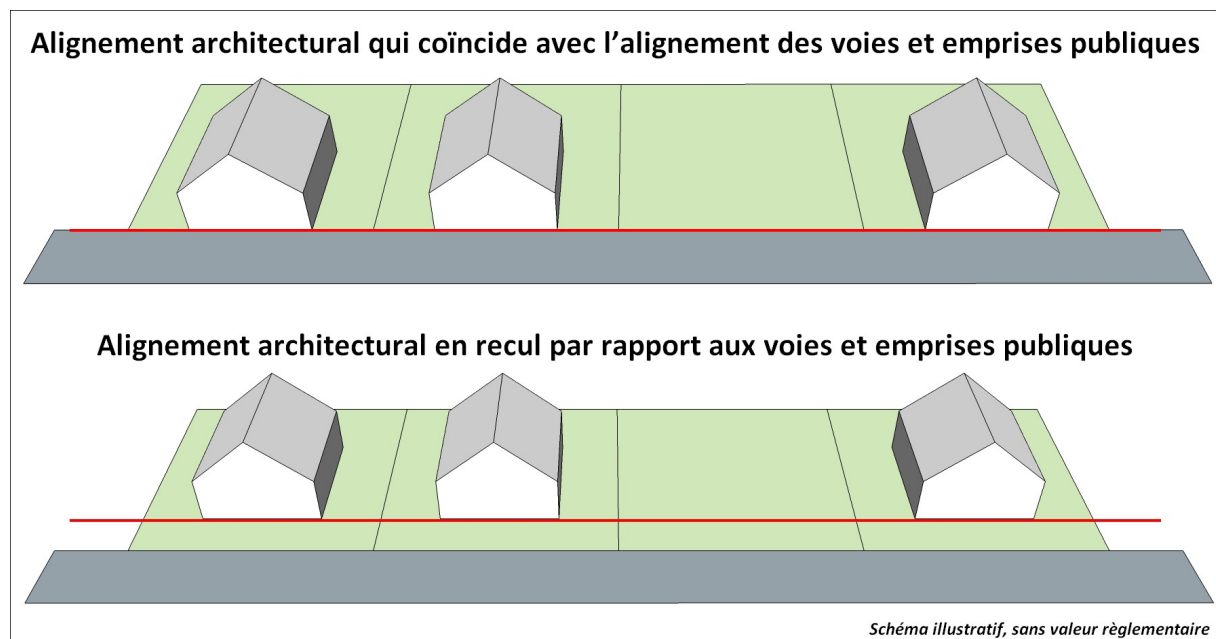 Alignement architectural qui coïncide avec l’alignement des voies et emprises publiques
Alignement architectural en recul par rapport aux voies et emprises publiques
Schéma illustratif, sans valeur règlementaire